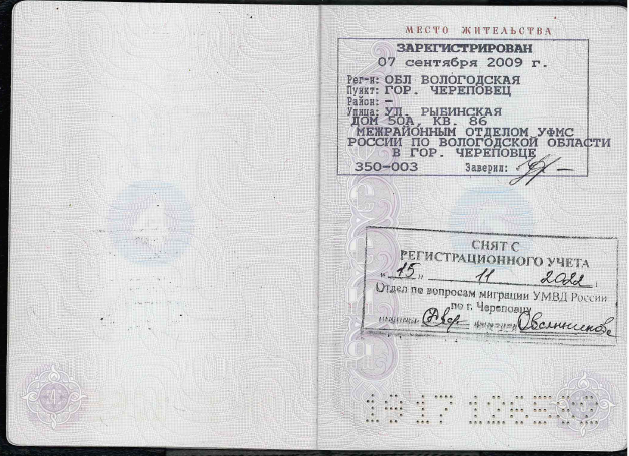 МЕСТО ЖИТЕЛЬСТВА
ЗАРЕГИСТРИРОВАН
07 сентября 2009 г.
Рег-н: ОБЛ ВОЛОГОДСКАЯ
Пункт: ГОР. ЧЕРЕПОВЕЦ
Район: –
Улица: УЛ. РЫБИНСКАЯ
ДОМ 50А, КВ. 86
МЕЖРАЙОННЫМ ОТДЕЛОМ УФМС
РОССИИ ПО ВОЛОГОДСКОЙ ОБЛАСТИ
В ГОР. ЧЕРЕПОВЦЕ
350-003 Заверил:
СНЯТ С
РЕГИСТРАЦИОННОГО УЧЕТА
"15" 11 2022
Отдел по вопросам миграции УМВД России
по г. Череповцу
Овсянникова